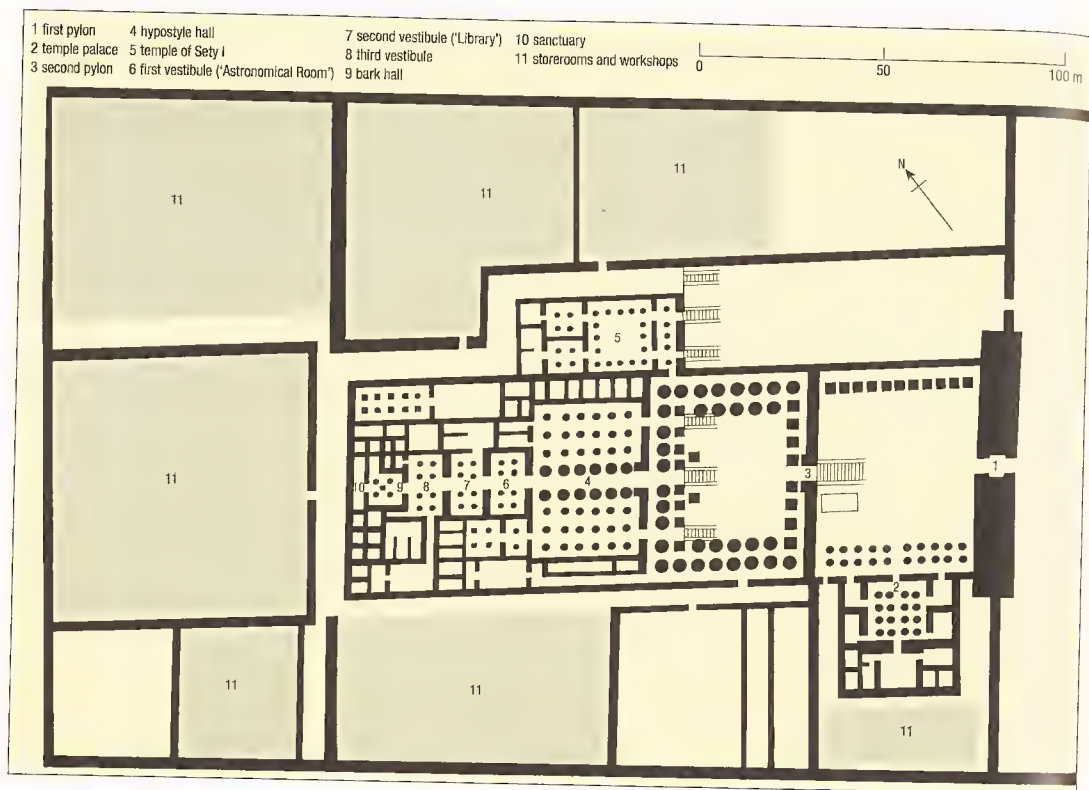 1 first pylon
2 temple palace
3 second pylon
4 hypostyle hall
5 temple of Sety I
6 first vestibule ('Astronomical Room')
7 second vestibule ('Library')
8 third vestibule
9 bark hall
10 sanctuary
11 storerooms and workshops
0 50 100 m
11
11
11
N
5
11
10 9 8 7 6 4 3 1
2
11
11
11